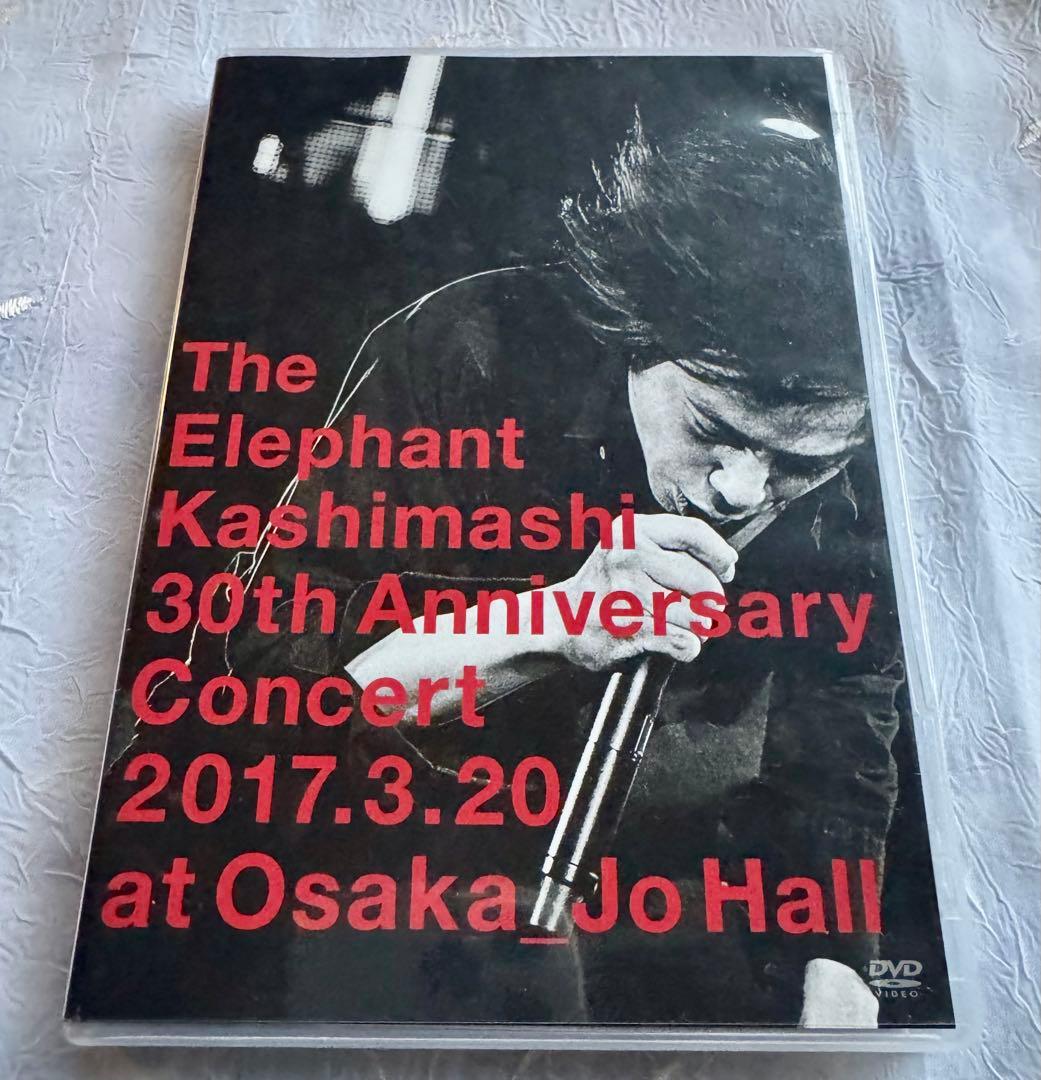 The
Elephant
Kashimashi
30th Anniversary
Concert
2017.3.20
at Osaka_Jo Hall
DVD
VIDEO